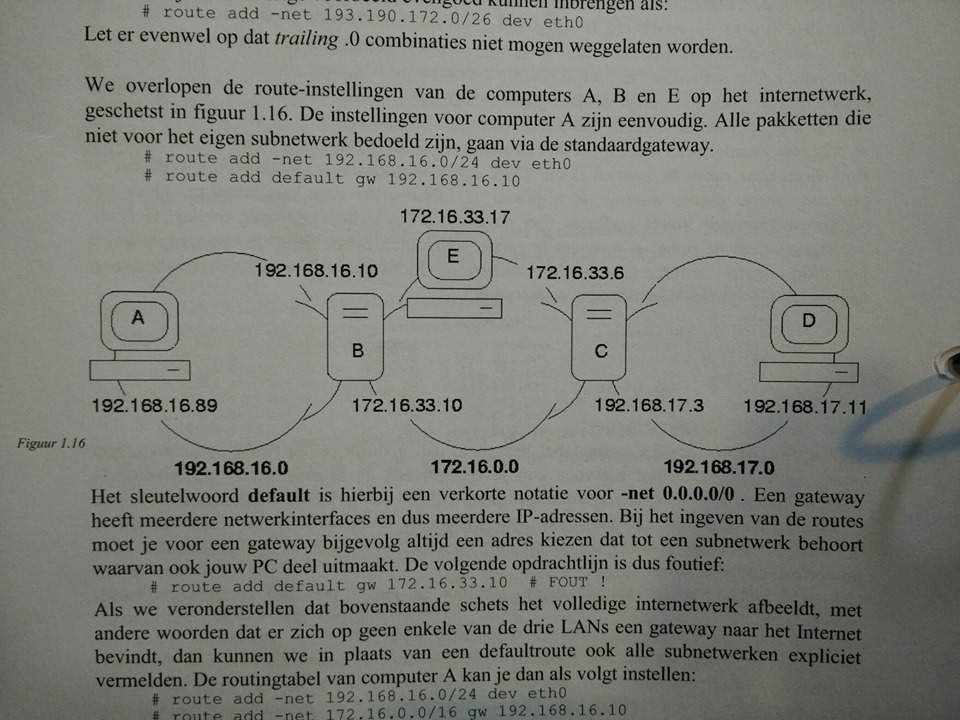 kunnen inbrengen als:
# route add -net 193.190.172.0/26 dev eth0
Let er evenwel op dat trailing .0 combinaties niet mogen weggelaten worden.
We overlopen de route-instellingen van de computers A, B en E op het internetwerk,
geschetst in figuur 1.16. De instellingen voor computer A zijn eenvoudig. Alle pakketten die
niet voor het eigen subnetwerk bedoeld zijn, gaan via de standaardgateway.
# route add -net 192.168.16.0/24 dev eth0
# route add default gw 192.168.16.10
172.16.33.17
E
192.168.16.10
172.16.33.6
A
B
C
D
192.168.16.89
172.16.33.10
192.168.17.3
192.168.17.11
Figuur 1.16
192.168.16.0
172.16.0.0
192.168.17.0
Het sleutelwoord default is hierbij een verkorte notatie voor -net 0.0.0.0/0 . Een gateway
heeft meerdere netwerkinterfaces en dus meerdere IP-adressen. Bij het ingeven van de routes
moet je voor een gateway bijgevolg altijd een adres kiezen dat tot een subnetwerk behoort
waarvan ook jouw PC deel uitmaakt. De volgende opdrachtlijn is dus foutief:
# route add default gw 172.16.33.10 # FOUT !
Als we veronderstellen dat bovenstaande schets het volledige internetwerk afbeeldt, met
andere woorden dat er zich op geen enkele van de drie LANs een gateway naar het Internet
bevindt, dan kunnen we in plaats van een defaultroute ook alle subnetwerken expliciet
vermelden. De routingtabel van computer A kan je dan als volgt instellen:
# route add -net 192.168.16.0/24 dev eth0
# route add -net 172.16.0.0/16 gw 192.168.16.10